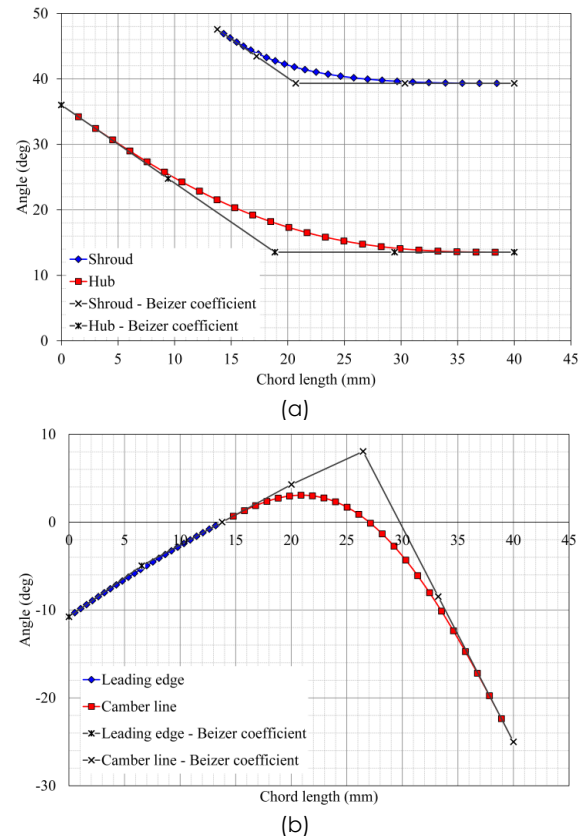 60
50
40
30
20
10
0
Angle (deg)
Shroud
Hub
Shroud - Beizer coefficient
Hub - Beizer coefficient
0 5 10 15 20 25 30 35 40 45
Chord length (mm)
(a)
10
0
-10
-20
-30
Angle (deg)
0 5 10 15 20 25 30 35 40 45
Leading edge
Camber line
Leading edge - Beizer coefficient
Camber line - Beizer coefficient
Chord length (mm)
(b)